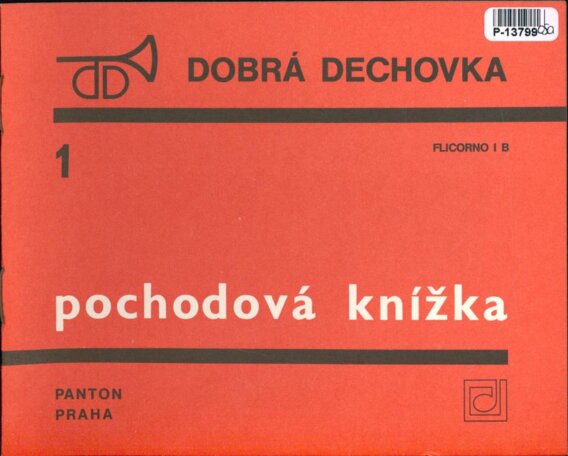 P-13799
DOBRÁ DECHOVKA
1
FLICORNO I B
pochodová knížka
PANTON
PRAHA